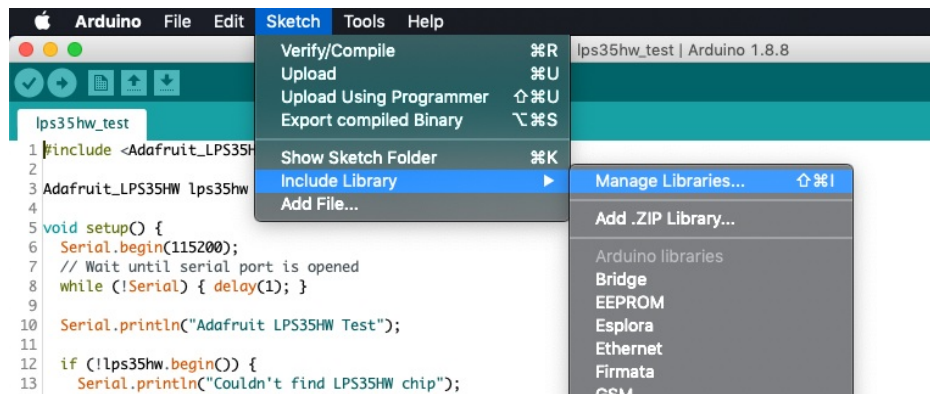 Arduino File Edit Sketch Tools Help
lps35hw_test | Arduino 1.8.8
Verify/Compile ⌘R
Upload ⌘U
Upload Using Programmer ⇧⌘U
Export compiled Binary ⌥⌘S
Show Sketch Folder ⌘K
Include Library ▶
Add File...
Manage Libraries... ⇧⌘I
Add .ZIP Library...
Arduino libraries
Bridge
EEPROM
Esplora
Ethernet
Firmata
GSM
lps35hw_test
1 #include <Adafruit_LPS35H
2
3 Adafruit_LPS35HW lps35hw
4
5 void setup() {
6 Serial.begin(115200);
7 // Wait until serial port is opened
8 while (!Serial) { delay(1); }
9
10 Serial.println("Adafruit LPS35HW Test");
11
12 if (!lps35hw.begin()) {
13 Serial.println("Couldn't find LPS35HW chip");